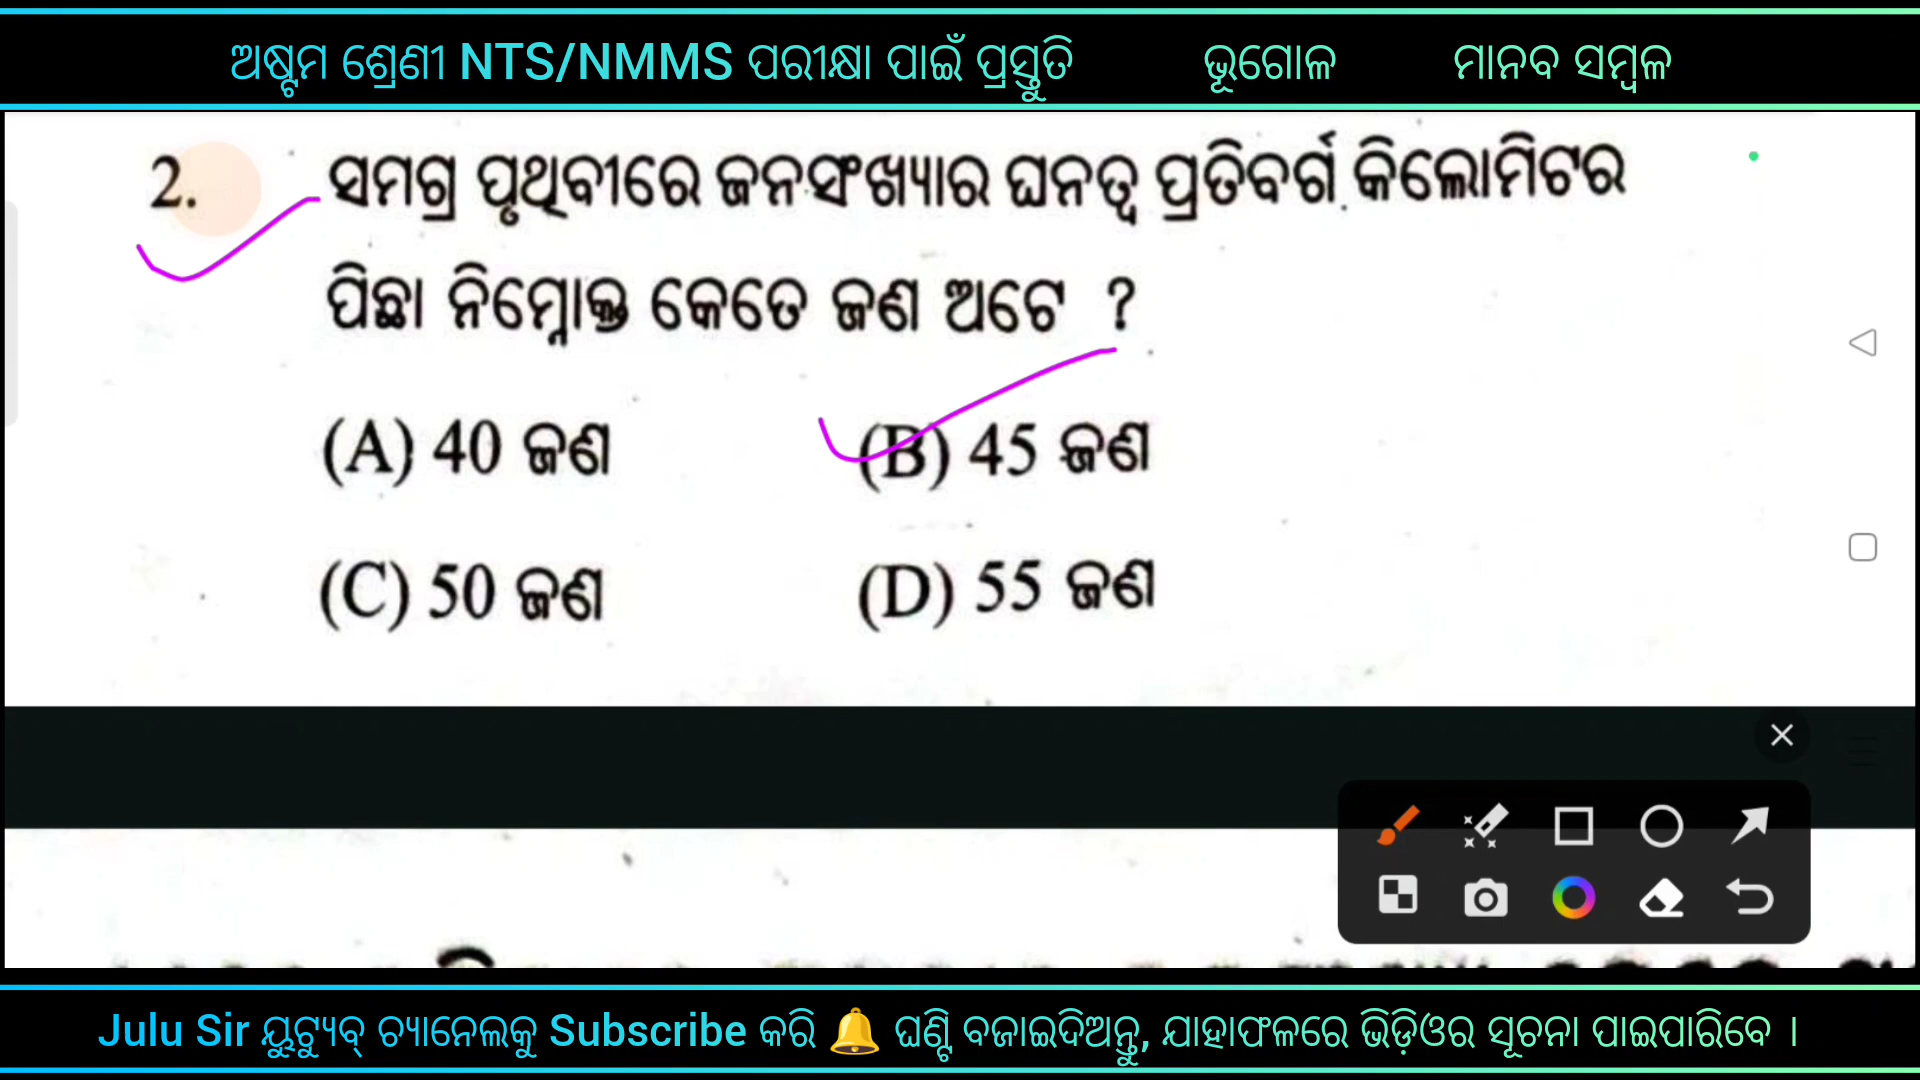 ଅଷ୍ଟମ ଶ୍ରେଣୀ NTS/NMMS ପରୀକ୍ଷା ପାଇଁ ପ୍ରସ୍ତୁତି ଭୂଗୋଳ ମାନବ ସମ୍ବଳ
2. ସମଗ୍ର ପୃଥିବୀରେ ଜନସଂଖ୍ୟାର ଘନତ୍ୱ ପ୍ରତିବର୍ଗ କିଲୋମିଟର
ପିଛା ନିମ୍ନୋକ୍ତ କେତେ ଜଣ ଅଟେ ?
(A) 40 ଜଣ (B) 45 ଜଣ
(C) 50 ଜଣ (D) 55 ଜଣ
Julu Sir ୟୁଟ୍ୟୁବ୍ ଚ୍ୟାନେଲକୁ Subscribe କରି 🔔 ଘଣ୍ଟି ବଜାଇଦିଅନ୍ତୁ, ଯାହାଫଳରେ ଭିଡ଼ିଓର ସୂଚନା ପାଇପାରିବେ ।